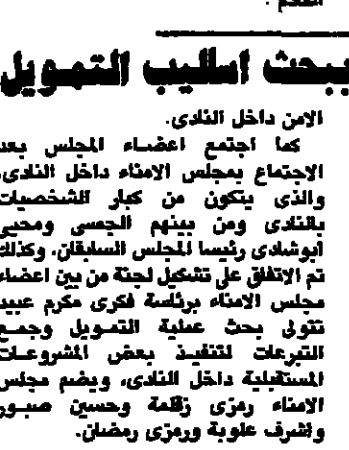 يبحث اساليب التمويل
الامن داخل النادى.
كما اجتمع اعضاء المجلس بعد
الاجتماع بمجلس الامناء داخل النادى،
والذى يتكون من كبار الشخصيات
بالنادى ومن بينهم الجمسى ومحيى
ابوشادى رئيسا المجلس السابقان، وكذلك
تم الاتفاق على تشكيل لجنة من بين اعضاء
مجلس الامناء برئاسة فكرى مكرم عبيد
تتولى بحث عملية التمويل وجمع
التبرعات لتنفيذ بعض المشروعات
المستقبلية داخل النادى، ويضم مجلس
الامناء رمزى زقلمة وحسين صبور
واشرف علوبة ورمزى رمضان.